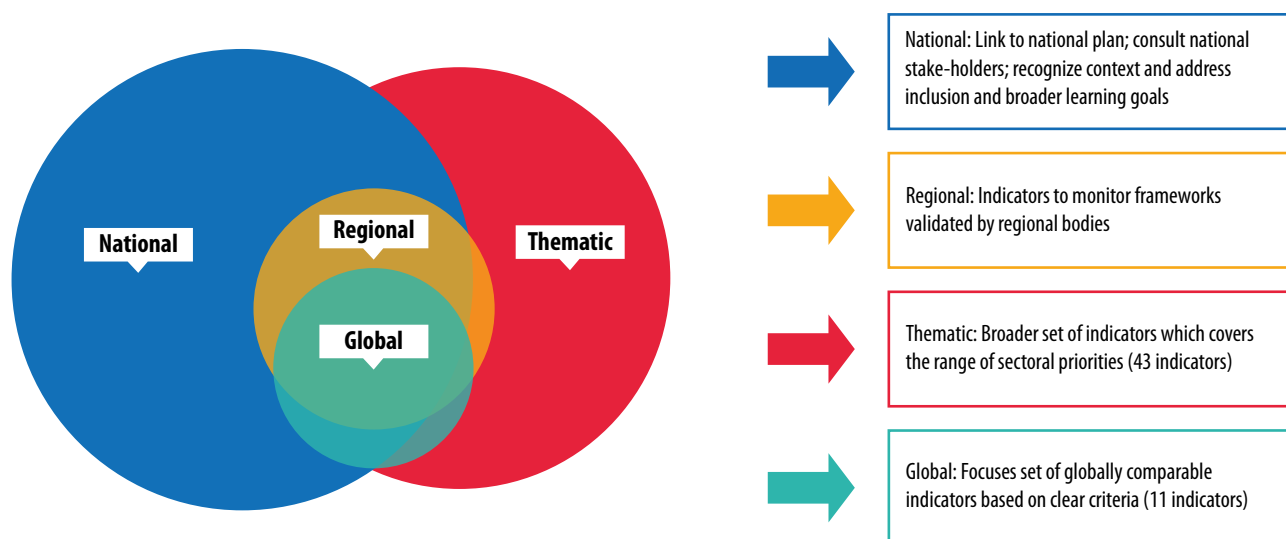 National
Regional
Thematic
Global
National: Link to national plan; consult national
stake-holders; recognize context and address
inclusion and broader learning goals
Regional: Indicators to monitor frameworks
validated by regional bodies
Thematic: Broader set of indicators which covers
the range of sectoral priorities (43 indicators)
Global: Focuses set of globally comparable
indicators based on clear criteria (11 indicators)